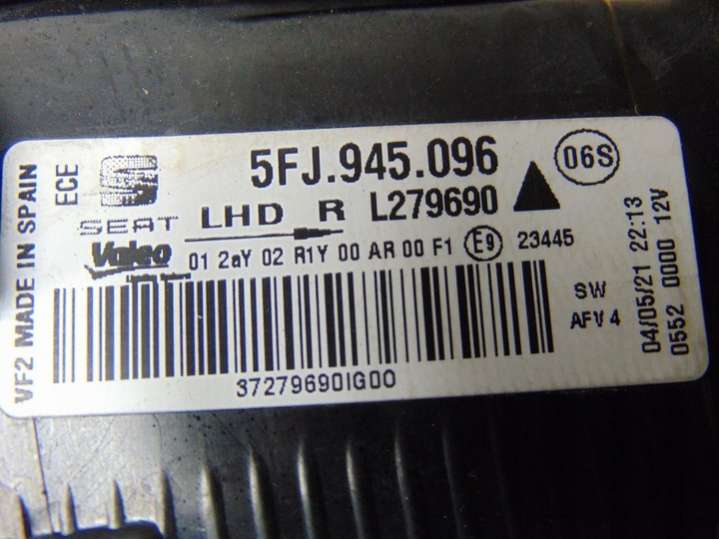 VF2 MADE IN SPAIN
ECE
SEAT
5FJ.945.096
06S
LHD R L279690
Valeo
01 2aY 02 R1Y 00 AR 00 F1 E9 23445
SW
AFV 4
37279690IG00
04/05/21 22:13
0552 0000 12V